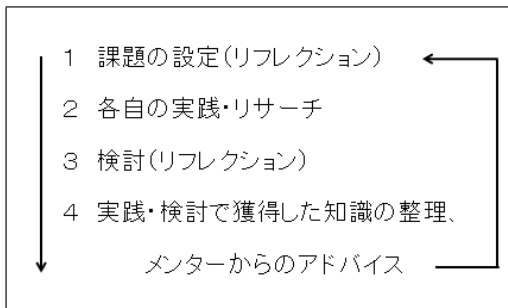 1 課題の設定(リフレクション)
2 各自の実践・リサーチ
3 検討(リフレクション)
4 実践・検討で獲得した知識の整理、
メンターからのアドバイス